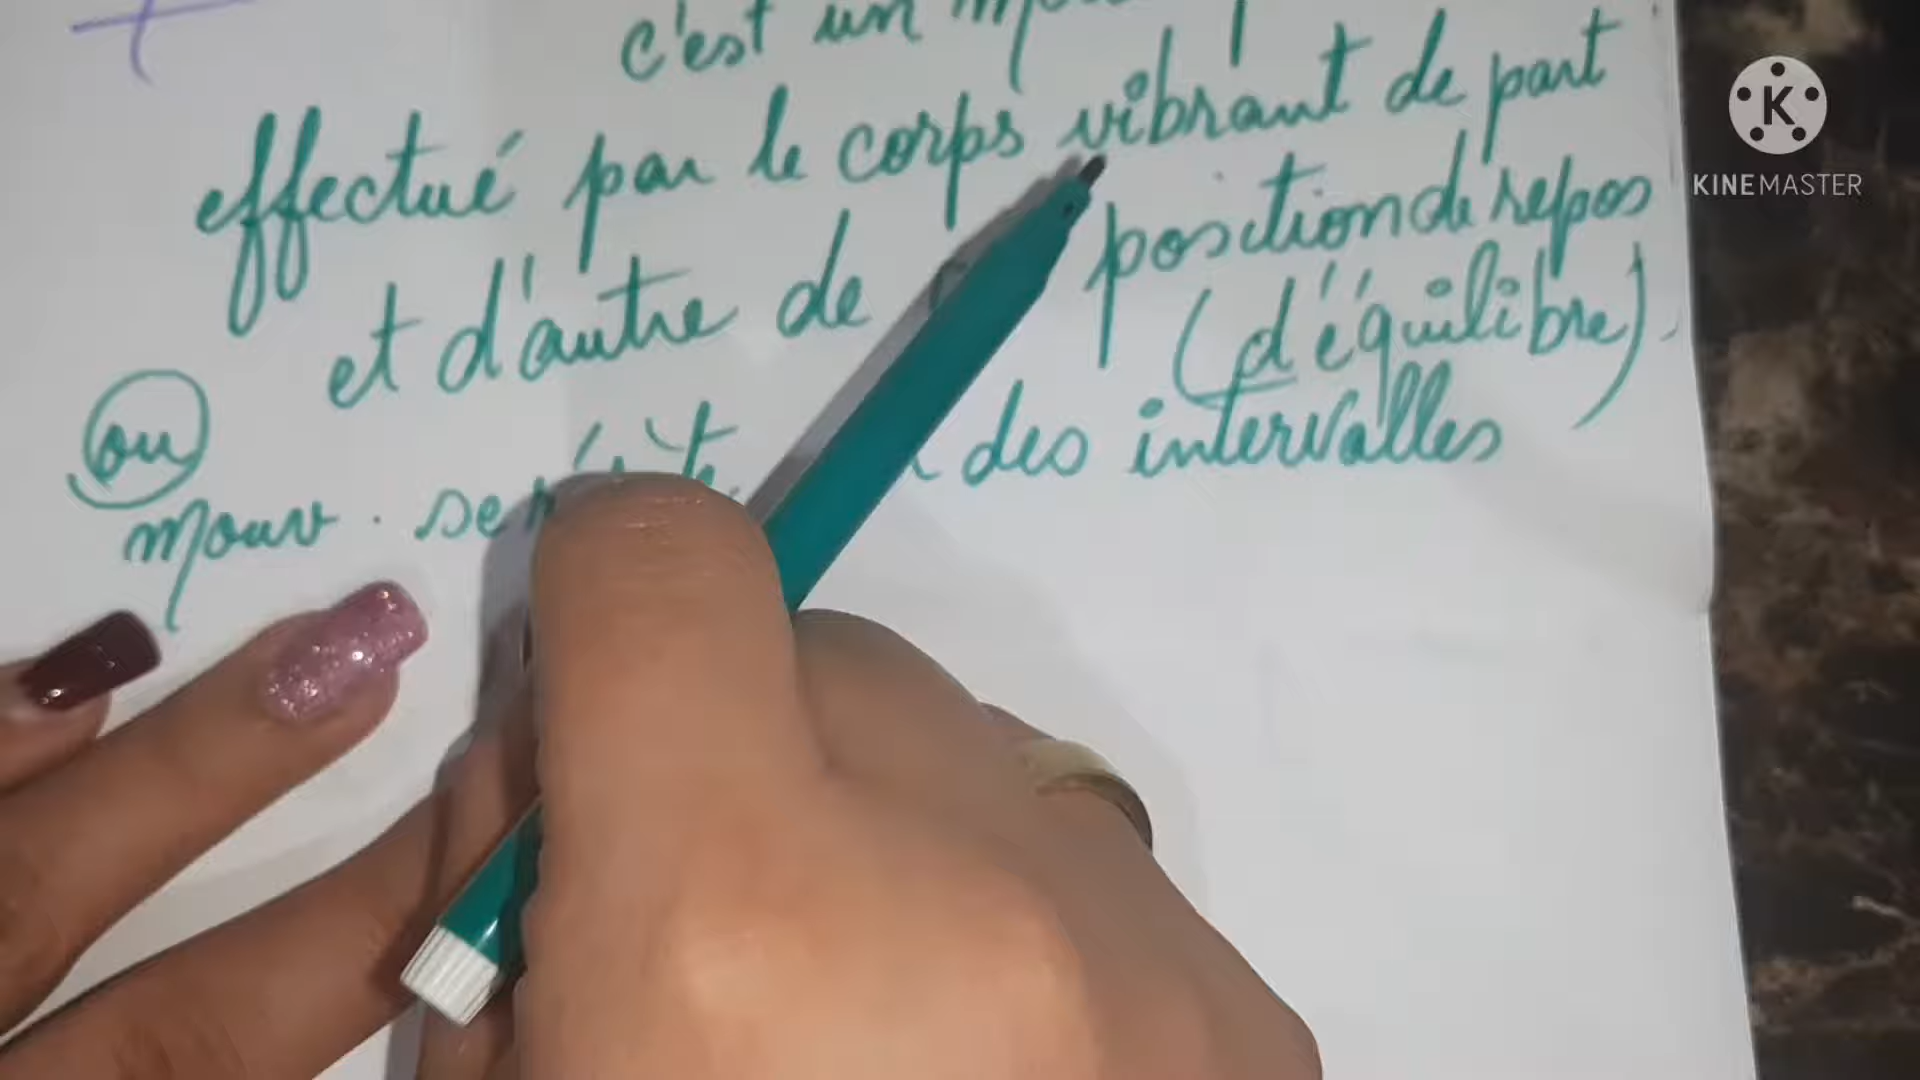 c'est un
effectué par le corps vibrant de part
et d'autre de position de repos
(d'équilibre).
ou
mouv. se des intervalles
K
KINEMASTER